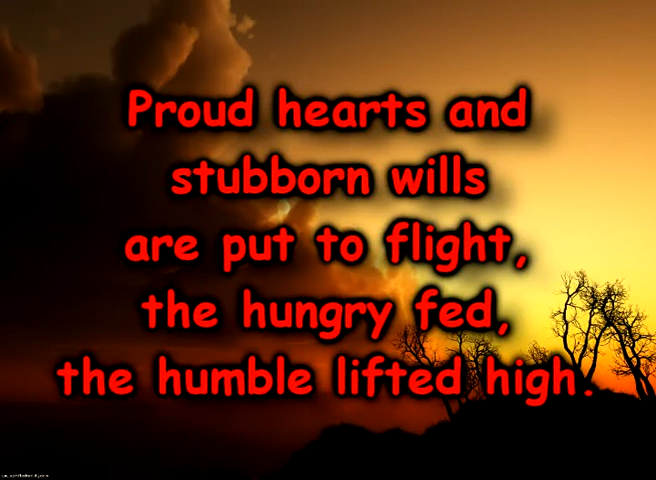 Proud hearts and
stubborn wills
are put to flight,
the hungry fed,
the humble lifted high.